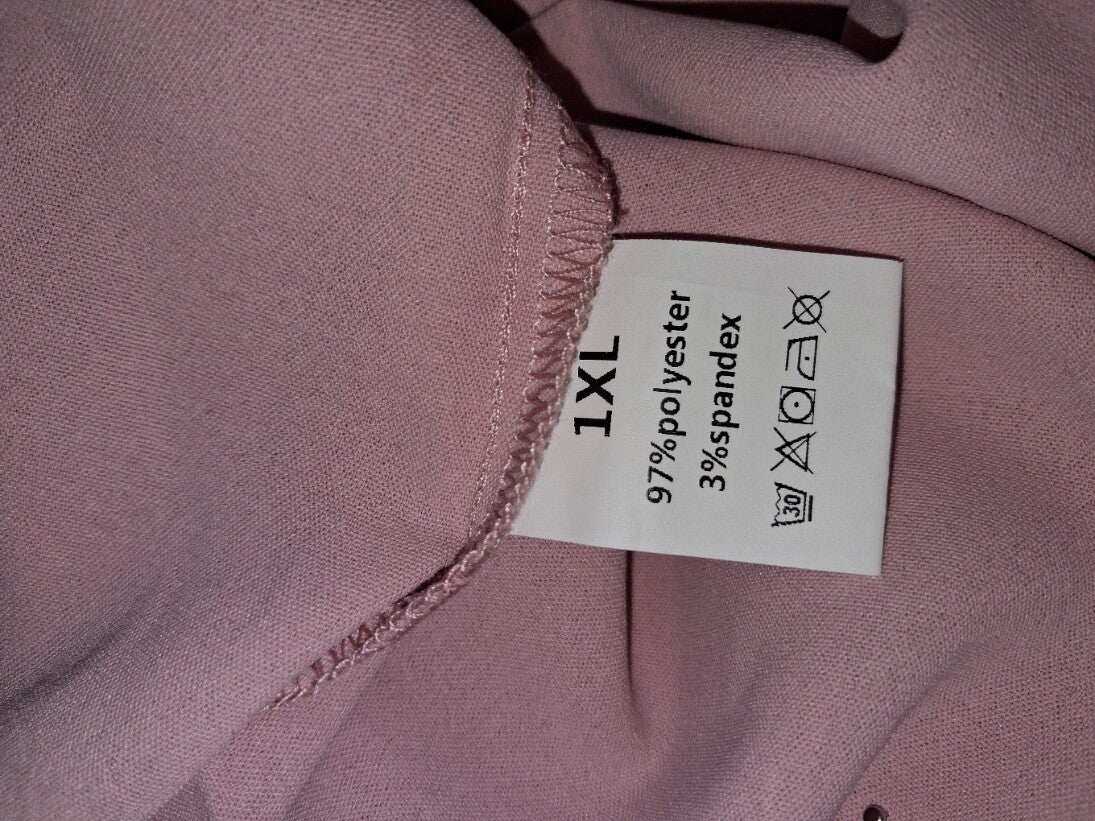 1XL
97%polyester
3%spandex
30